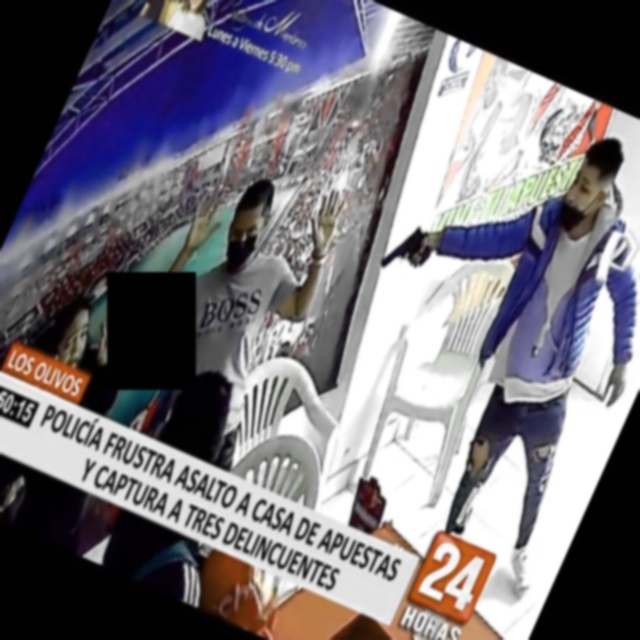 Lunes a Viernes 5:30 pm
BOSS
LOS OLIVOS
60:15
POLICÍA FRUSTRA ASALTO A CASA DE APUESTAS
Y CAPTURA A TRES DELINCUENTES
24
HORAS